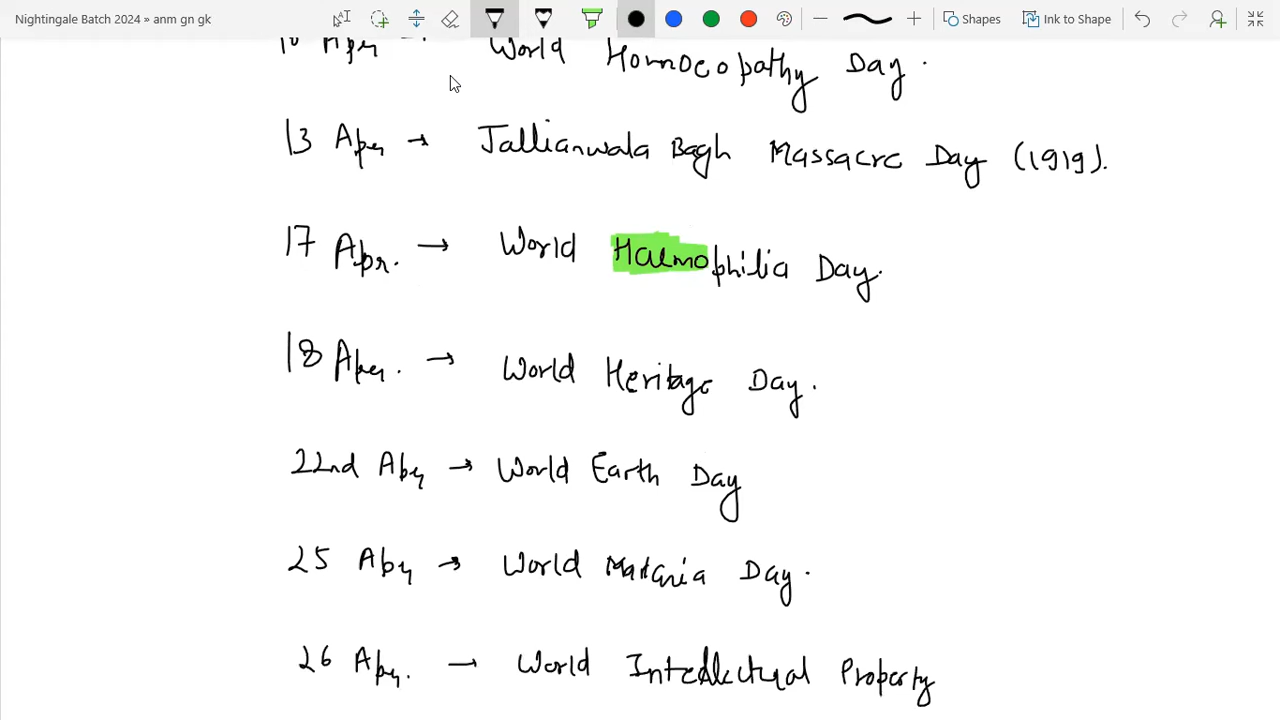 Nightingale Batch 2024 » anm gn gk
Shapes
Ink to Shape
10 Apr → World Homoeopathy Day.
13 Apr → Jallianwala Bagh Massacre Day (1919).
17 Apr. → World Haemophilia Day.
18 Apr. → World Heritage Day.
22nd Apr → World Earth Day
25 Apr → World Malaria Day.
26 Apr. → World Intellectual Property